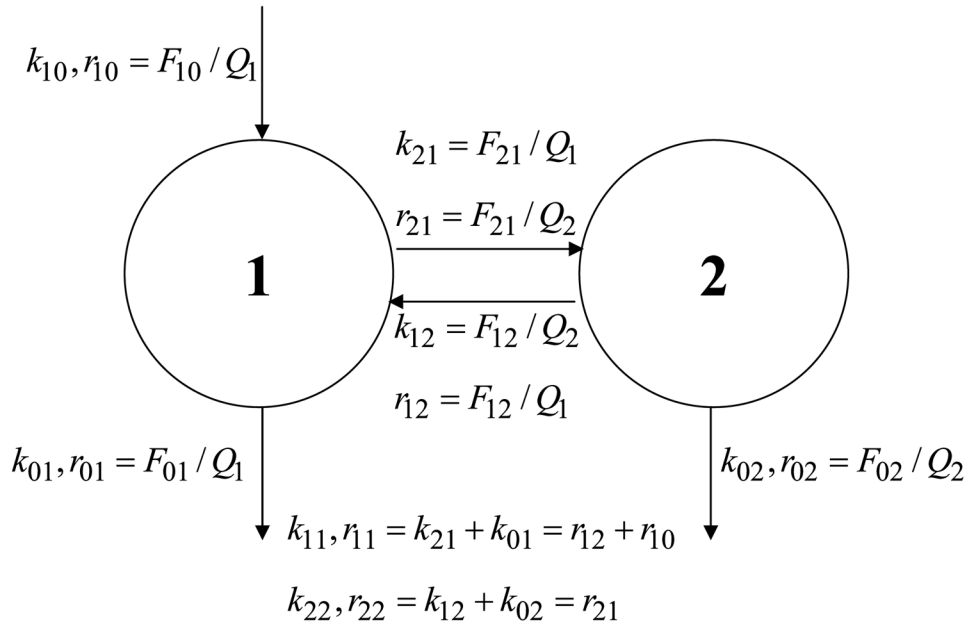 k₁₀, r₁₀ = F₁₀ / Q₁
k₂₁ = F₂₁ / Q₁
r₂₁ = F₂₁ / Q₂
1
2
k₁₂ = F₁₂ / Q₂
r₁₂ = F₁₂ / Q₁
k₀₁, r₀₁ = F₀₁ / Q₁
k₀₂, r₀₂ = F₀₂ / Q₂
k₁₁, r₁₁ = k₂₁ + k₀₁ = r₁₂ + r₁₀
k₂₂, r₂₂ = k₁₂ + k₀₂ = r₂₁